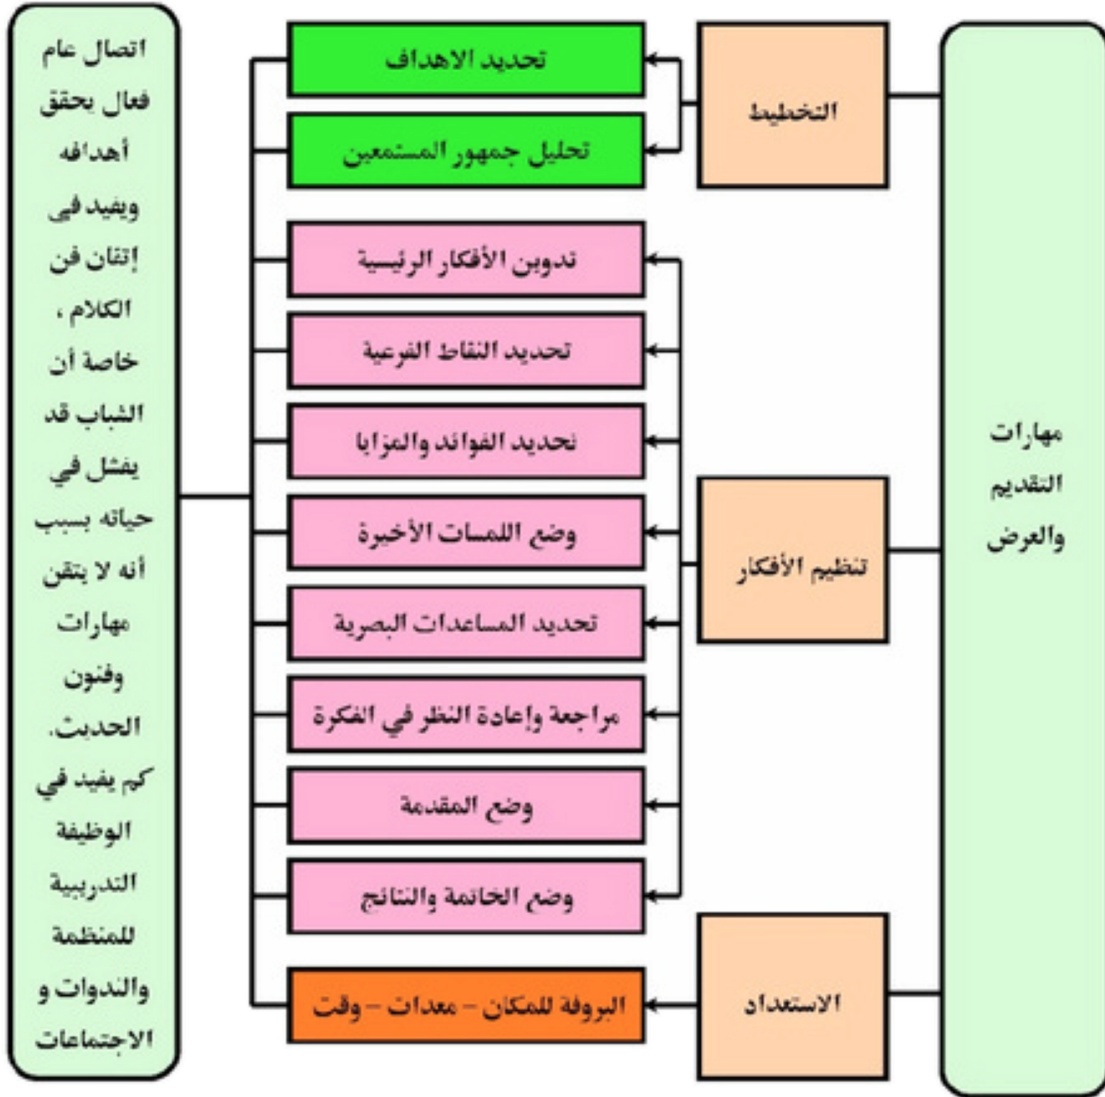 مهارات
التقديم
والعرض
التخطيط
تحديد الاهداف
تحليل جمهور المستمعين
تنظيم الأفكار
تدوين الأفكار الرئيسية
تحديد النقاط الفرعية
تحديد الفوائد والمزايا
وضع اللمسات الأخيرة
تحديد المساعدات البصرية
مراجعة وإعادة النظر في الفكرة
وضع المقدمة
وضع الخاتمة والنتائج
الاستعداد
البروفة للمكان – معدات – وقت
اتصال عام
فعال يحقق
أهدافه
ويفيد في
إتقان فن
الكلام ،
خاصة أن
الشباب قد
يفشل في
حياته بسبب
أنه لا يتقن
مهارات
وفنون
الحديث.
كم يفيد في
الوظيفة
التدريبية
للمنظمة
والندوات و
الاجتماعات